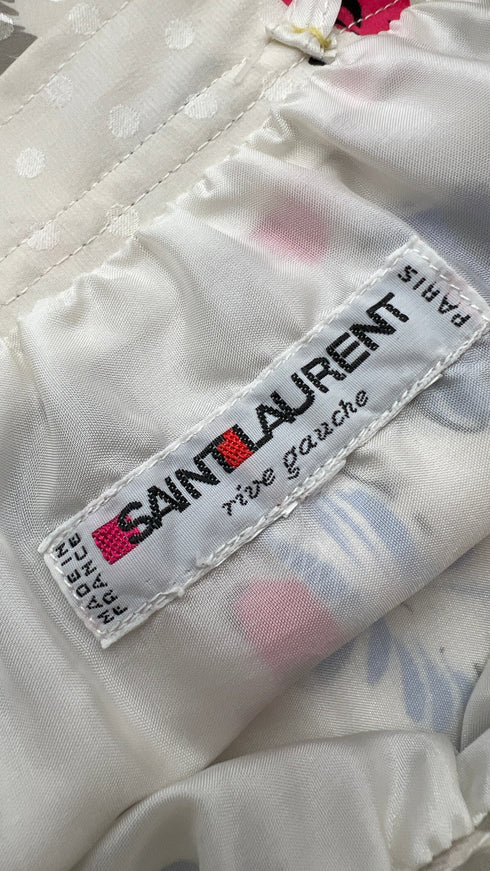 SAINT LAURENT
rive gauche
MADE IN
FRANCE
PARIS